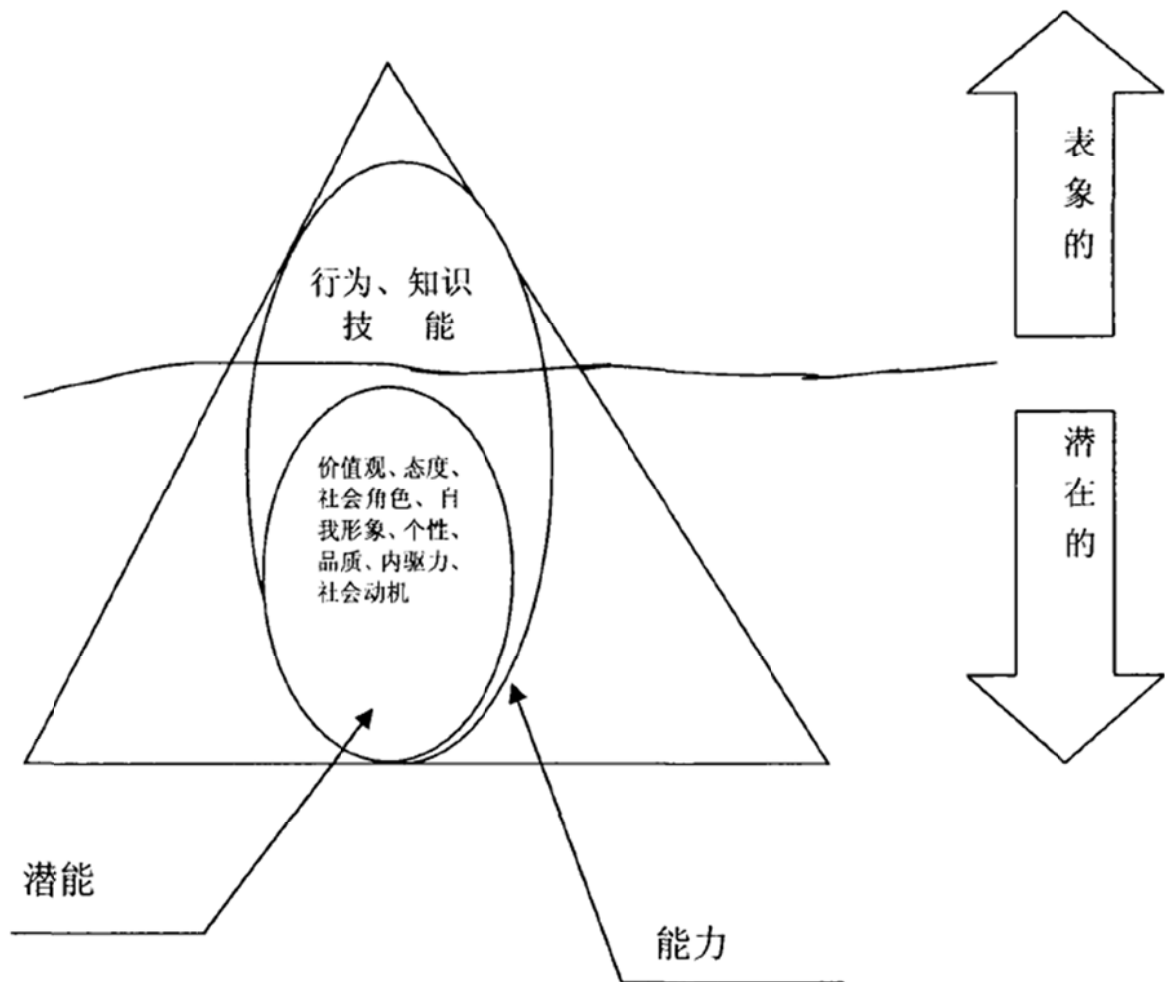 表象的
行为、知识
技 能
潜在的
价值观、态度、
社会角色、自
我形象、个性、
品质、内驱力、
社会动机
潜能
能力